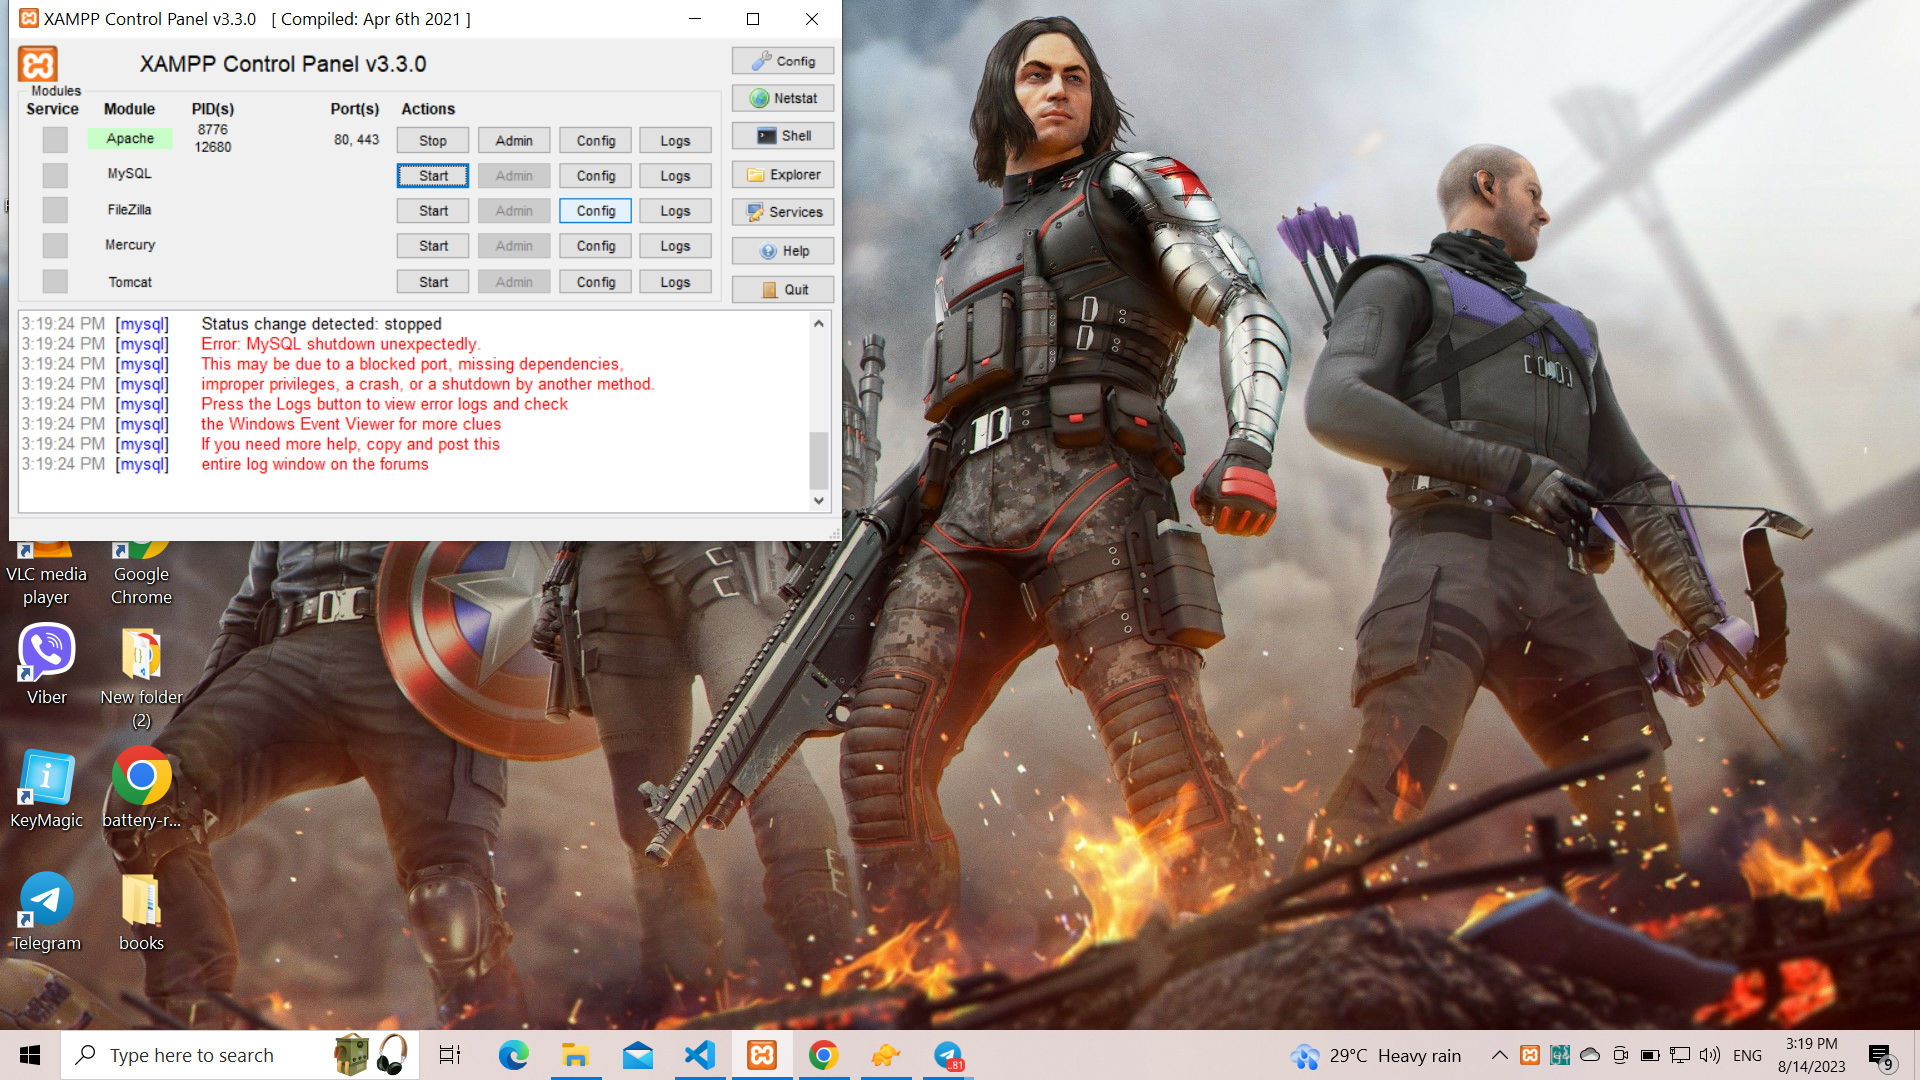 XAMPP Control Panel v3.3.0 [ Compiled: Apr 6th 2021 ]
XAMPP Control Panel v3.3.0
Config
Modules
Service Module PID(s) Port(s) Actions
Netstat
Apache 8776 12680 80, 443 Stop Admin Config Logs
Shell
MySQL Start Admin Config Logs
Explorer
FileZilla Start Admin Config Logs
Services
Mercury Start Admin Config Logs
Help
Tomcat Start Admin Config Logs
Quit
3:19:24 PM [mysql] Status change detected: stopped
3:19:24 PM [mysql] Error: MySQL shutdown unexpectedly.
3:19:24 PM [mysql] This may be due to a blocked port, missing dependencies,
3:19:24 PM [mysql] improper privileges, a crash, or a shutdown by another method.
3:19:24 PM [mysql] Press the Logs button to view error logs and check
3:19:24 PM [mysql] the Windows Event Viewer for more clues
3:19:24 PM [mysql] If you need more help, copy and post this
3:19:24 PM [mysql] entire log window on the forums
VLC media
player
Google
Chrome
Viber
New folder
(2)
KeyMagic
battery-r...
Telegram
books
Type here to search
..81
29°C Heavy rain
ENG
3:19 PM
8/14/2023
9